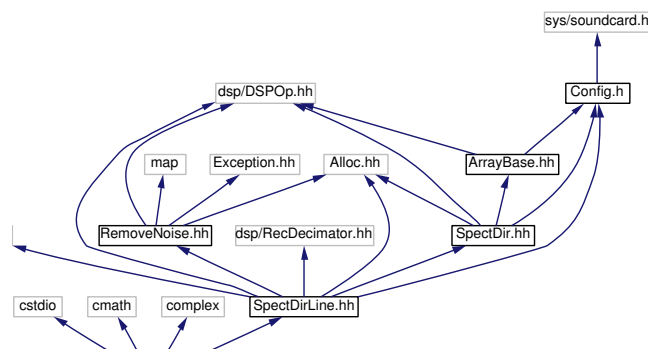 sys/soundcard.h
dsp/DSPOp.hh
Config.h
map
Exception.hh
Alloc.hh
ArrayBase.hh
RemoveNoise.hh
dsp/RecDecimator.hh
SpectDir.hh
cstdio
cmath
complex
SpectDirLine.hh